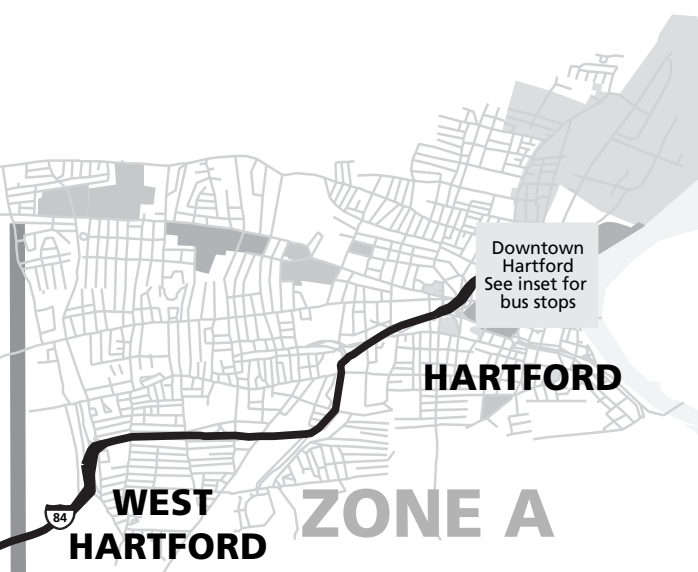 Downtown
Hartford
See inset for
bus stops
HARTFORD
84
WEST
HARTFORD
ZONE A